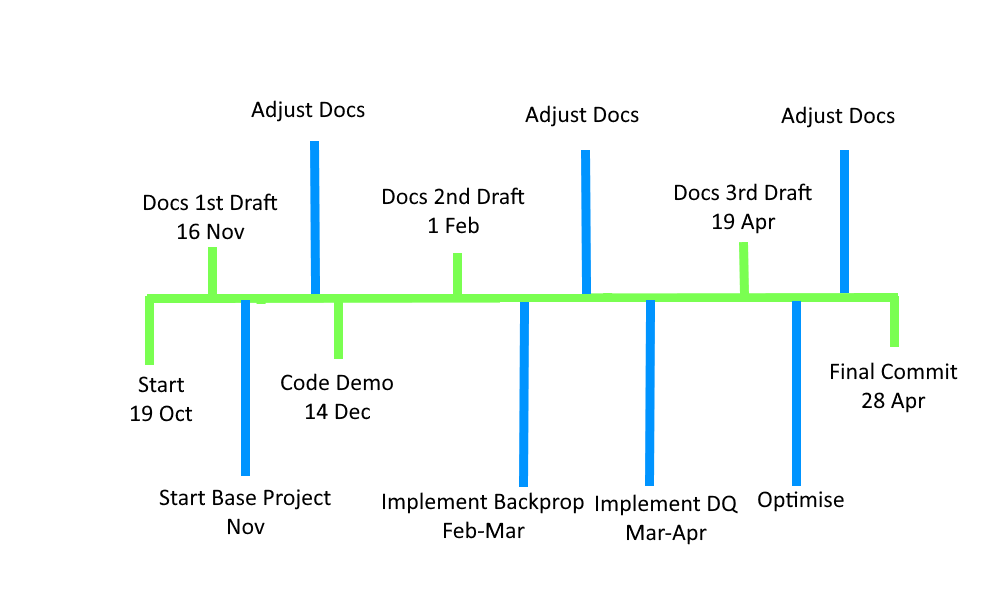 Adjust Docs
Adjust Docs
Adjust Docs
Docs 1st Draft
16 Nov
Docs 2nd Draft
1 Feb
Docs 3rd Draft
19 Apr
Start
19 Oct
Code Demo
14 Dec
Final Commit
28 Apr
Start Base Project
Nov
Implement Backprop
Feb-Mar
Implement DQ
Mar-Apr
Optimise